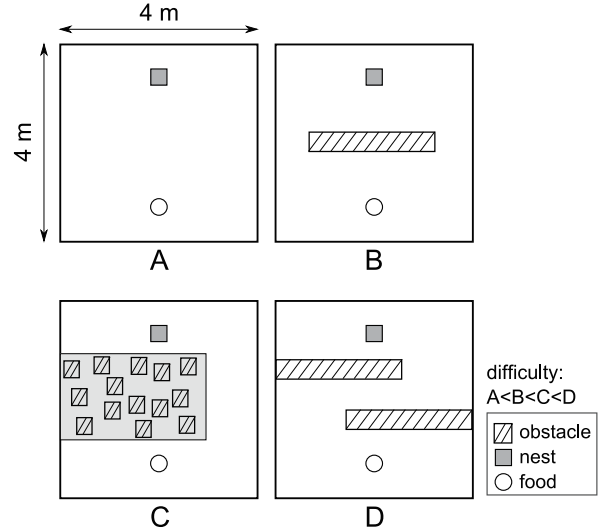 4 m
4 m
A
B
C
D
difficulty:
A<B<C<D
obstacle
nest
food